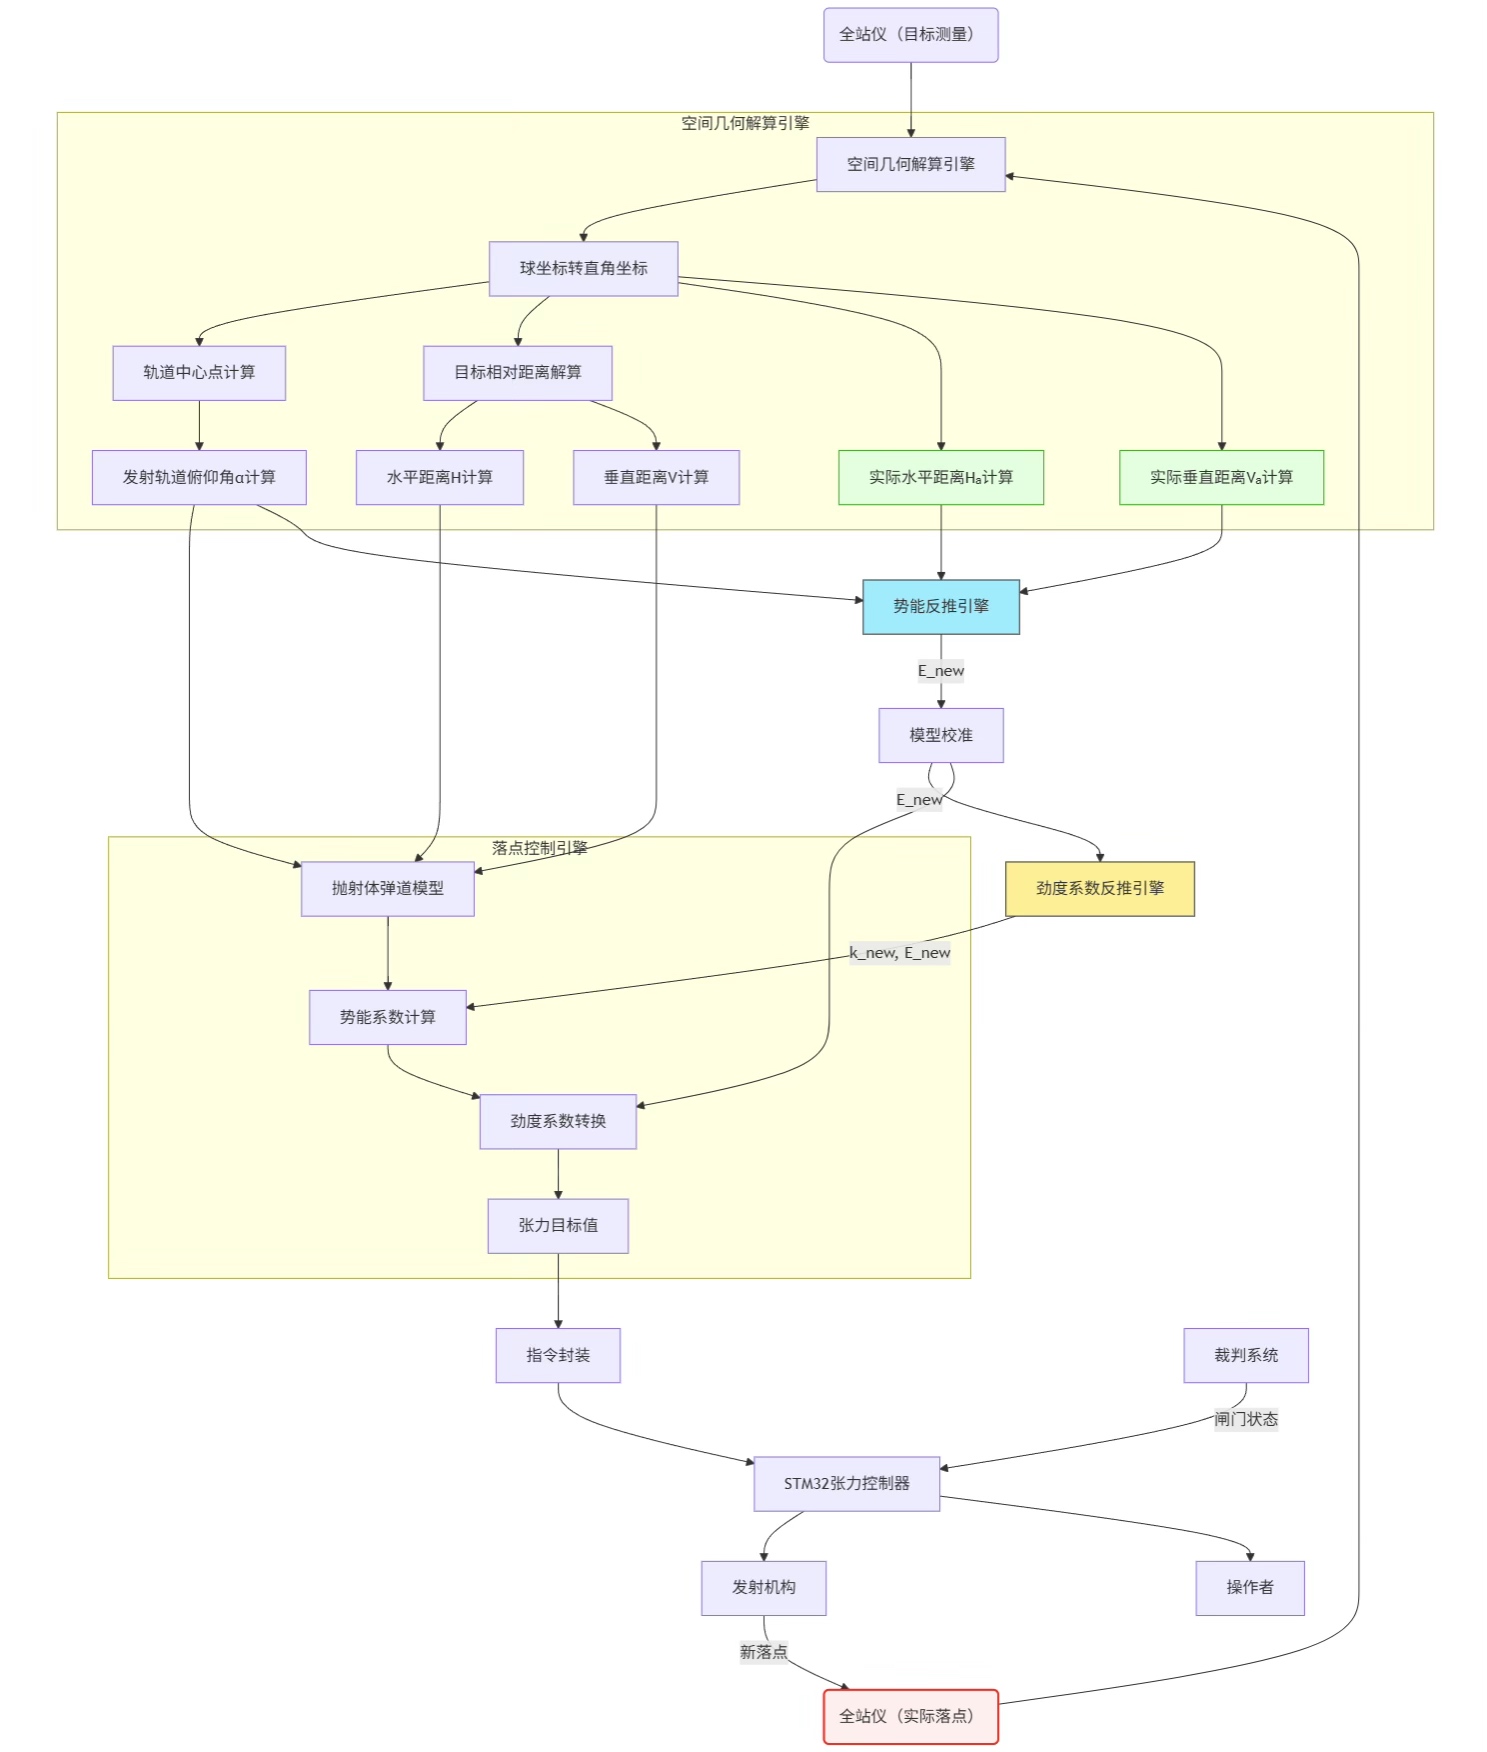 全站仪（目标测量）
空间几何解算引擎
空间几何解算引擎
球坐标转直角坐标
轨道中心点计算
目标相对距离解算
发射轨道俯仰角α计算
水平距离H计算
垂直距离V计算
实际水平距离Hₐ计算
实际垂直距离Vₐ计算
势能反推引擎
E_new
模型校准
E_new
落点控制引擎
抛射体弹道模型
劲度系数反推引擎
k_new, E_new
势能系数计算
劲度系数转换
张力目标值
指令封装
裁判系统
闸门状态
STM32张力控制器
发射机构
操作者
新落点
全站仪（实际落点）